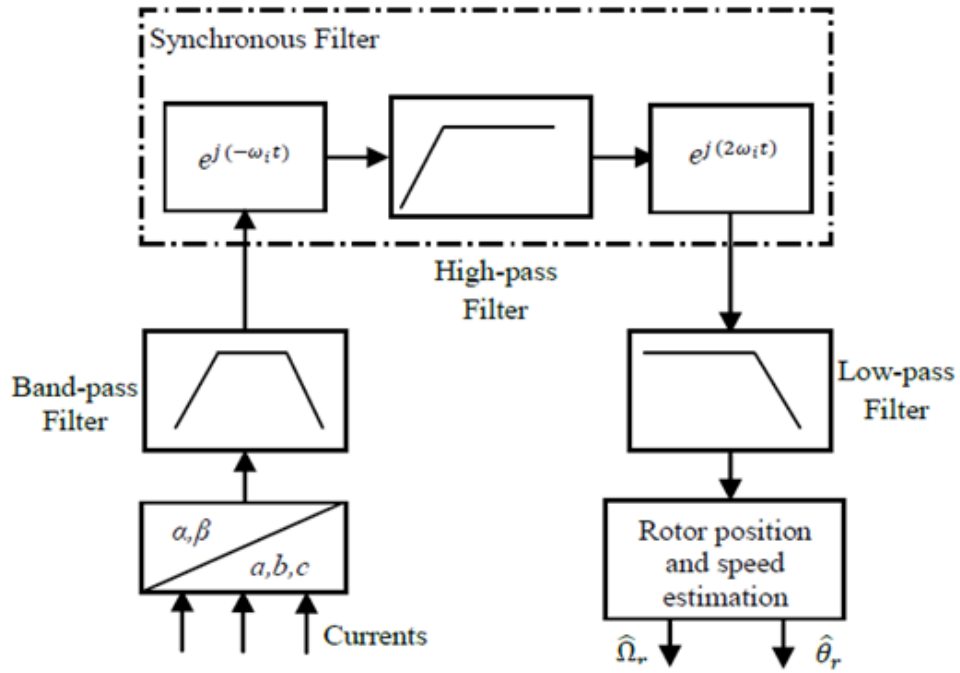 Synchronous Filter
e^{j(-ω_i t)}
e^{j(2ω_i t)}
High-pass
Filter
Band-pass
Filter
Low-pass
Filter
α,β
a,b,c
Currents
Rotor position
and speed
estimation
Ω̂_r
θ̂_r